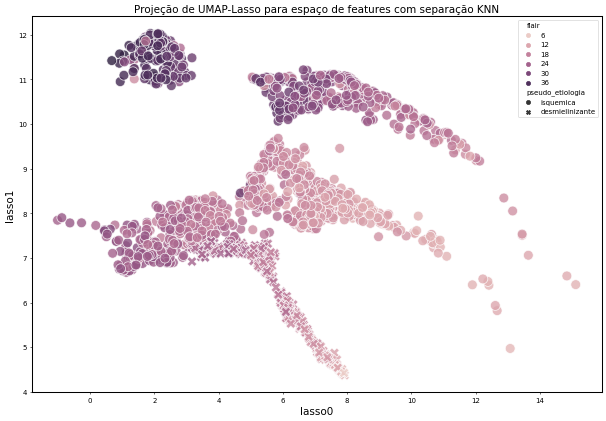 Projeção de UMAP-Lasso para espaço de features com separação KNN
flair
6
12
18
24
30
36
pseudo_etiologia
isquemica
desmielinizante
12
11
10
9
8
7
6
5
4
lasso1
0 2 4 6 8 10 12 14
lasso0